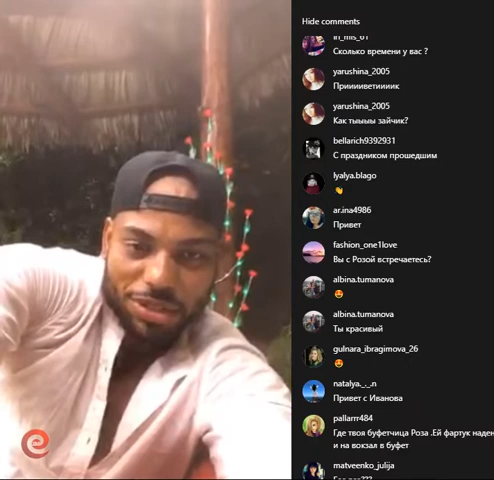 Hide comments
Сколько времени у вас ?
yarushina_2005
Приииивeтиииик
yarushina_2005
Как тыыыы зайчик?
bellarich9392931
С праздником прошедшим
lyalya.blago
👋
ar.ina4986
Привет
fashion_one1love
Вы с Розой встречаетесь?
albina.tumanova
😍
albina.tumanova
Ты красивый
gulnara_ibragimova_26
😍
natalya._._.n
Привет с Иванова
pallarrr484
Где твоя буфетчица Роза .Ей фартук наден
и на вокзал в буфет
matveenko_julija